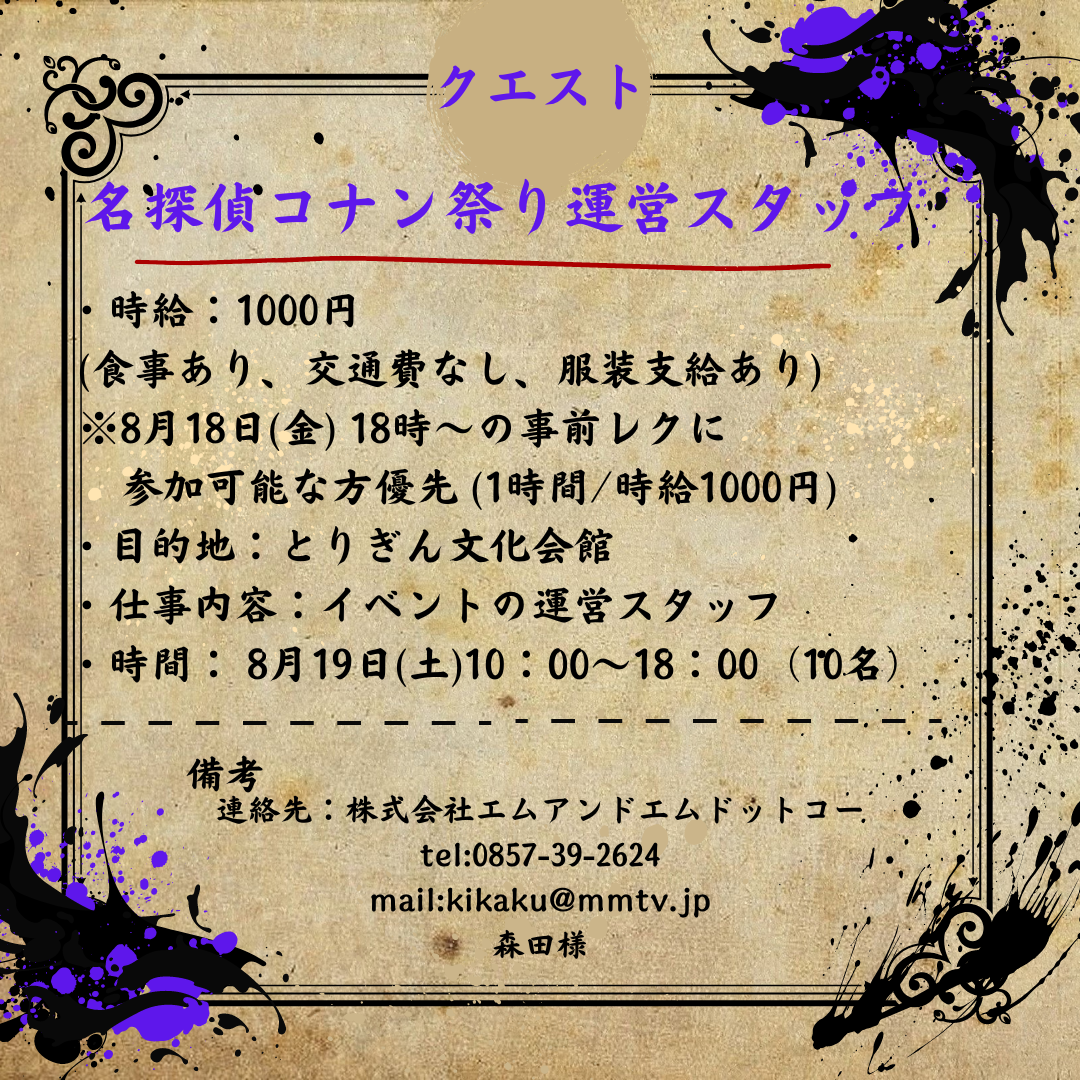 クエスト
名探偵コナン祭り運営スタッフ
・時給：1000円
(食事あり、交通費なし、服装支給あり)
※8月18日(金) 18時～の事前レクに
参加可能な方優先 (1時間/時給1000円)
・目的地：とりぎん文化会館
・仕事内容：イベントの運営スタッフ
・時間： 8月19日(土)10：00～18：00（10名）
備考
連絡先：株式会社エムアンドエムドットコー
tel:0857-39-2624
mail:kikaku@mmtv.jp
森田様